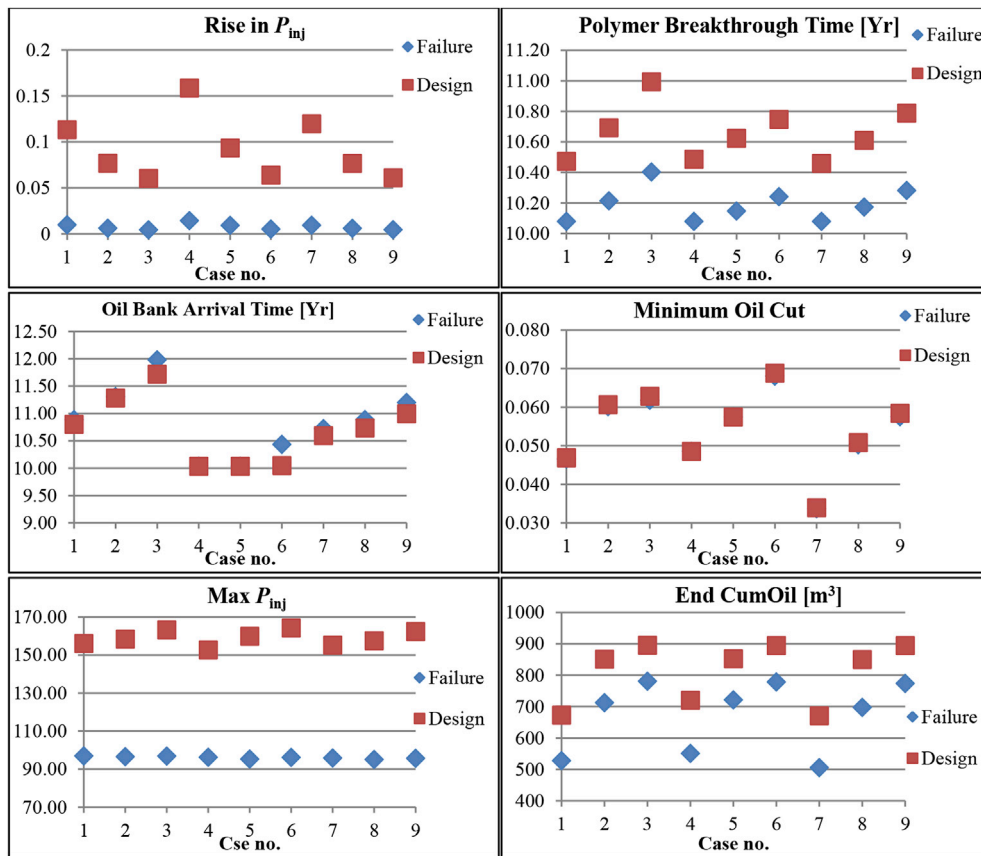 Rise in Pinj
Failure
Design
0.2
0.15
0.1
0.05
0
1 2 3 4 5 6 7 8 9
Case no.
Polymer Breakthrough Time [Yr]
Failure
Design
11.20
11.00
10.80
10.60
10.40
10.20
10.00
1 2 3 4 5 6 7 8 9
Case no.
Oil Bank Arrival Time [Yr]
Failure
Design
12.50
12.00
11.50
11.00
10.50
10.00
9.50
9.00
1 2 3 4 5 6 7 8 9
Case no.
Minimum Oil Cut
Failure
Design
0.080
0.070
0.060
0.050
0.040
0.030
1 2 3 4 5 6 7 8 9
Case no.
Max Pinj
170.00
150.00
130.00
110.00
90.00
70.00
Failure
Design
1 2 3 4 5 6 7 8 9
Cse no.
End CumOil [m³]
1000
900
800
700
600
500
400
Failure
Design
1 2 3 4 5 6 7 8 9
Case no.